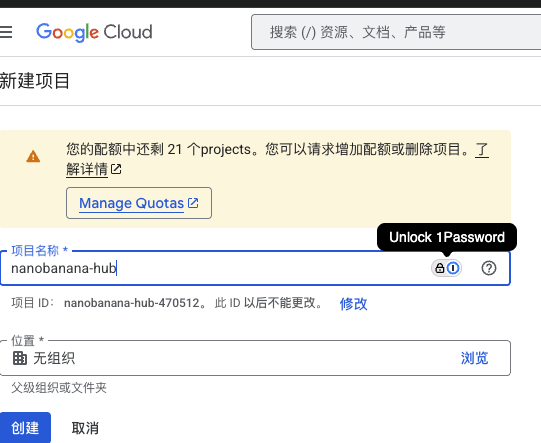 Google Cloud
搜索 (/) 资源、文档、产品等
新建项目
您的配额中还剩 21 个projects。您可以请求增加配额或删除项目。了
解详情
Manage Quotas
Unlock 1Password
项目名称 *
nanobanana-hub
项目 ID： nanobanana-hub-470512。此 ID 以后不能更改。 修改
位置 *
无组织 浏览
父级组织或文件夹
创建 取消